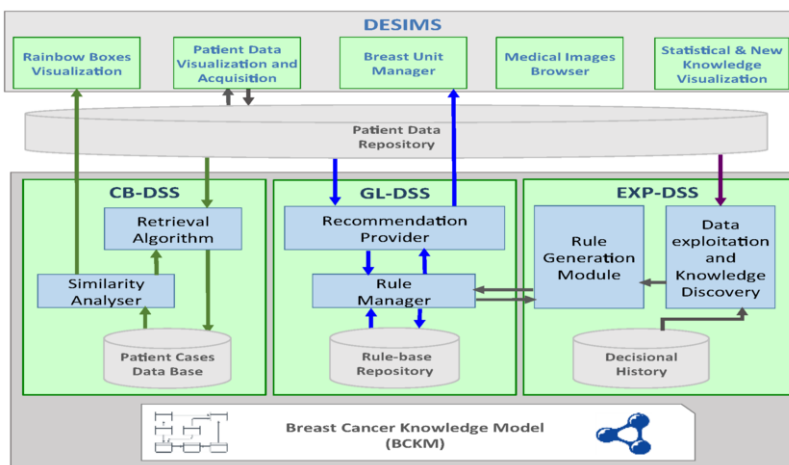 DESIMS
Rainbow Boxes
Visualization
Patient Data
Visualization and
Acquisition
Breast Unit
Manager
Medical Images
Browser
Statistical & New
Knowledge
Visualization
Patient Data
Repository
CB-DSS
Retrieval
Algorithm
Similarity
Analyser
Patient Cases
Data Base
GL-DSS
Recommendation
Provider
Rule
Manager
Rule-base
Repository
EXP-DSS
Rule
Generation
Module
Data
exploitation
and
Knowledge
Discovery
Decisional
History
Breast Cancer Knowledge Model
(BCKM)